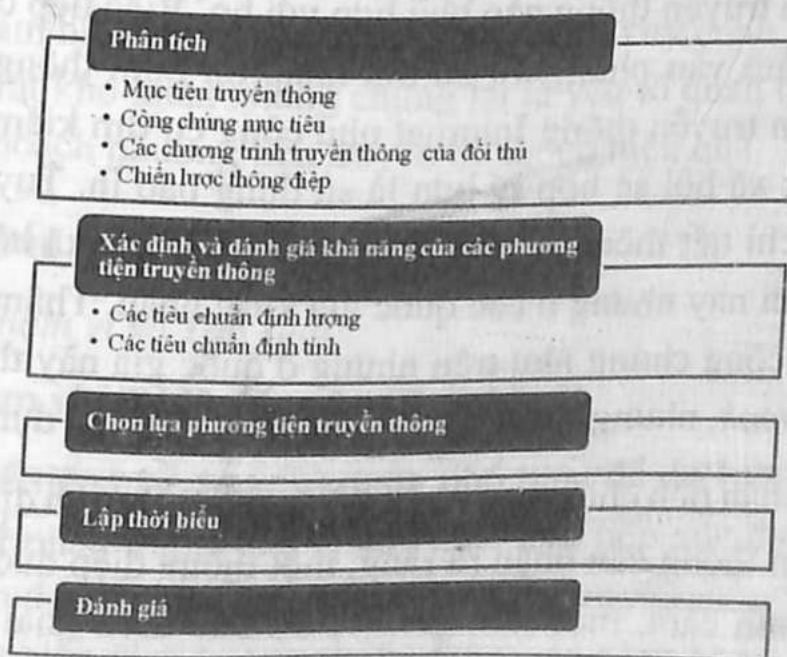 Phân tích
• Mục tiêu truyền thông
• Công chúng mục tiêu
• Các chương trình truyền thông của đối thủ
• Chiến lược thông điệp
Xác định và đánh giá khả năng của các phương
tiện truyền thông
• Các tiêu chuẩn định lượng
• Các tiêu chuẩn định tính
Chọn lựa phương tiện truyền thông
Lập thời biểu
Đánh giá